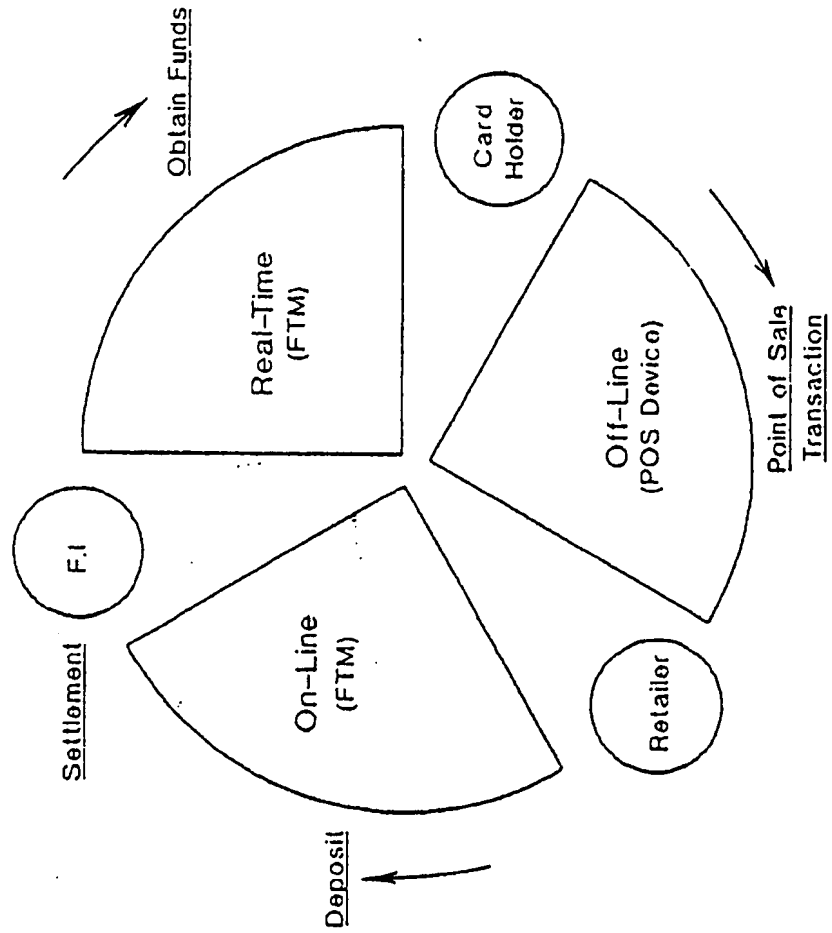 Obtain Funds
Real-Time
(FTM)
Card
Holder
F.I
Off-Line
(POS Device)
Point of Sale
Transaction
Settlement
On-Line
(FTM)
Retailer
Deposit